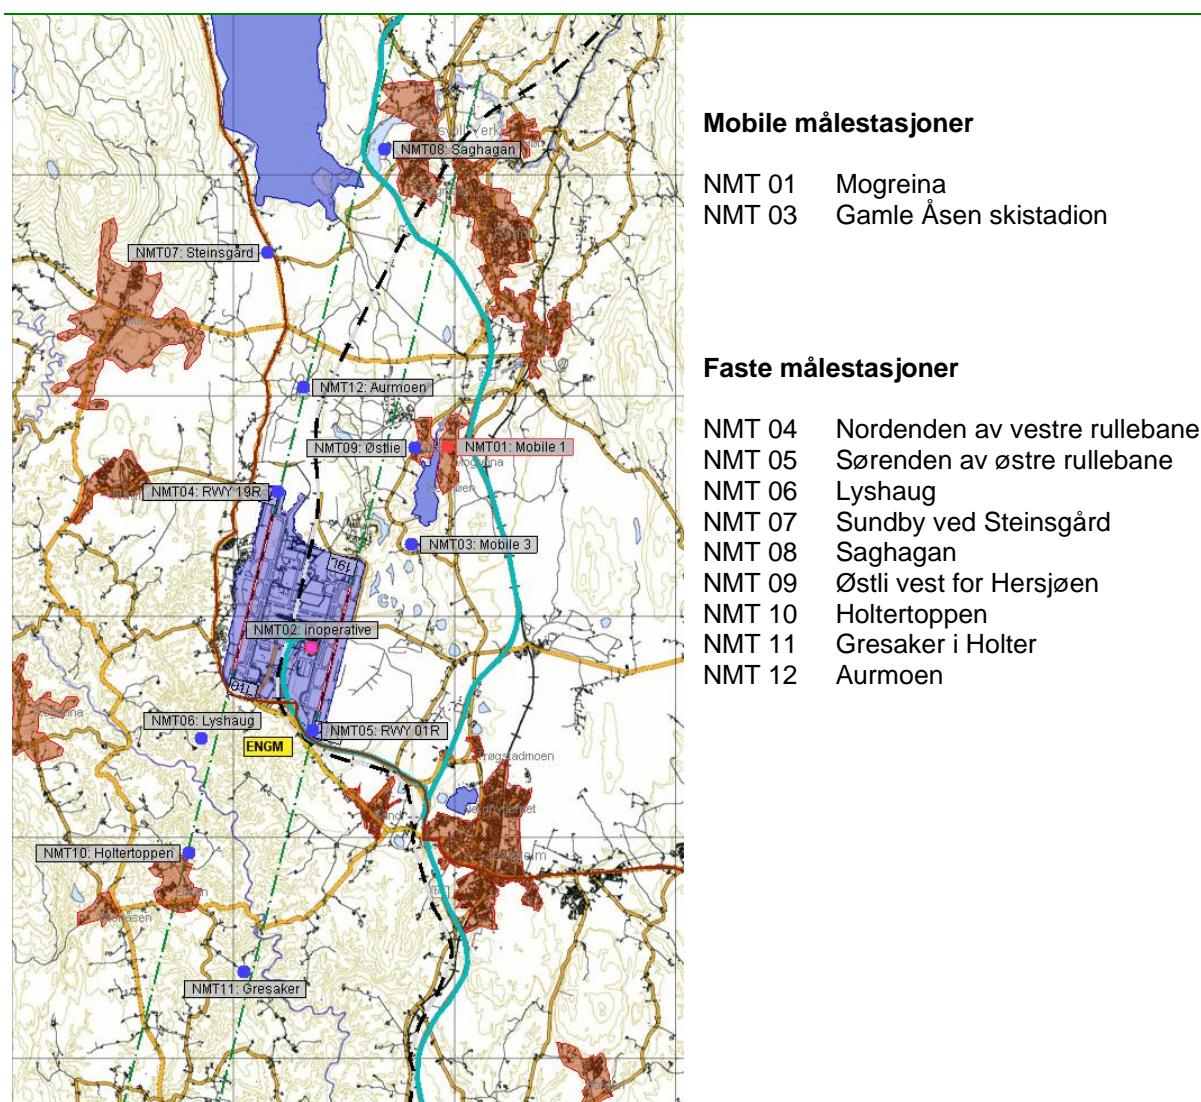 NMT08: Saghagan
NMT07: Steinsgård
NMT12: Aurmoen
NMT09: Østlie
NMT01: Mobile 1
Mogreina
NMT04: RWY 19R
NMT03: Mobile 3
19L
NMT02: inoperative
NMT06: Lyshaug
NMT05: RWY 01R
ENGM
NMT10: Holtertoppen
NMT11: Gresaker
Mobile målestasjoner
NMT 01 Mogreina
NMT 03 Gamle Åsen skistadion
Faste målestasjoner
NMT 04 Nordenden av vestre rullebane
NMT 05 Sørenden av østre rullebane
NMT 06 Lyshaug
NMT 07 Sundby ved Steinsgård
NMT 08 Saghagan
NMT 09 Østli vest for Hersjøen
NMT 10 Holtertoppen
NMT 11 Gresaker i Holter
NMT 12 Aurmoen